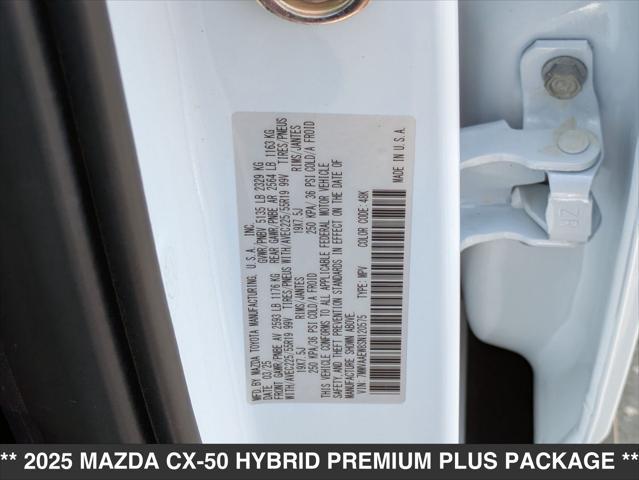 MFD.BY MAZDA TOYOTA MANUFACTURING, U.S.A., INC.
DATE: 03/25 GVWR/PNBV 5135 LB 2329 KG
FRONT GAWR/PNBE AV 2593 LB 1176 KG REAR GAWR/PNBE AR 2564 LB 1163 KG
WITH/AVEC225/55R19 99V TIRES/PNEUS WITH/AVEC225/55R19 99V TIRES/PNEUS
19X7.5J RIMS/JANTES 19X7.5J RIMS/JANTES
250 KPA/36 PSI COLD/A FROID 250 KPA/36 PSI COLD/A FROID
THIS VEHICLE CONFORMS TO ALL APPLICABLE FEDERAL MOTOR VEHICLE
SAFETY, AND THEFT PREVENTION STANDARDS IN EFFECT ON THE DATE OF
MANUFACTURE SHOWN ABOVE.
TYPE: MPV COLOR CODE: 48K
MADE IN U.S.A.
ZR
** 2025 MAZDA CX-50 HYBRID PREMIUM PLUS PACKAGE **